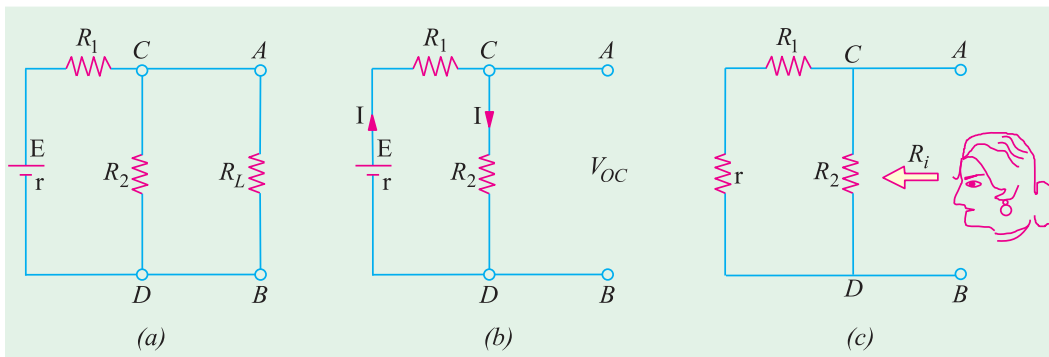 R1 C A
E
r
R2
RL
D B
(a)
R1 C A
I I
E
r
R2
VOC
D B
(b)
R1 C A
r
R2
Ri
D B
(c)